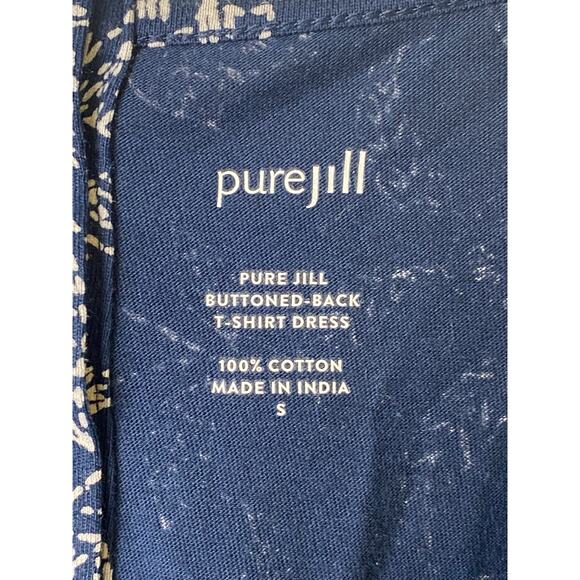 purejill
PURE JILL
BUTTONED-BACK
T-SHIRT DRESS
100% COTTON
MADE IN INDIA
S